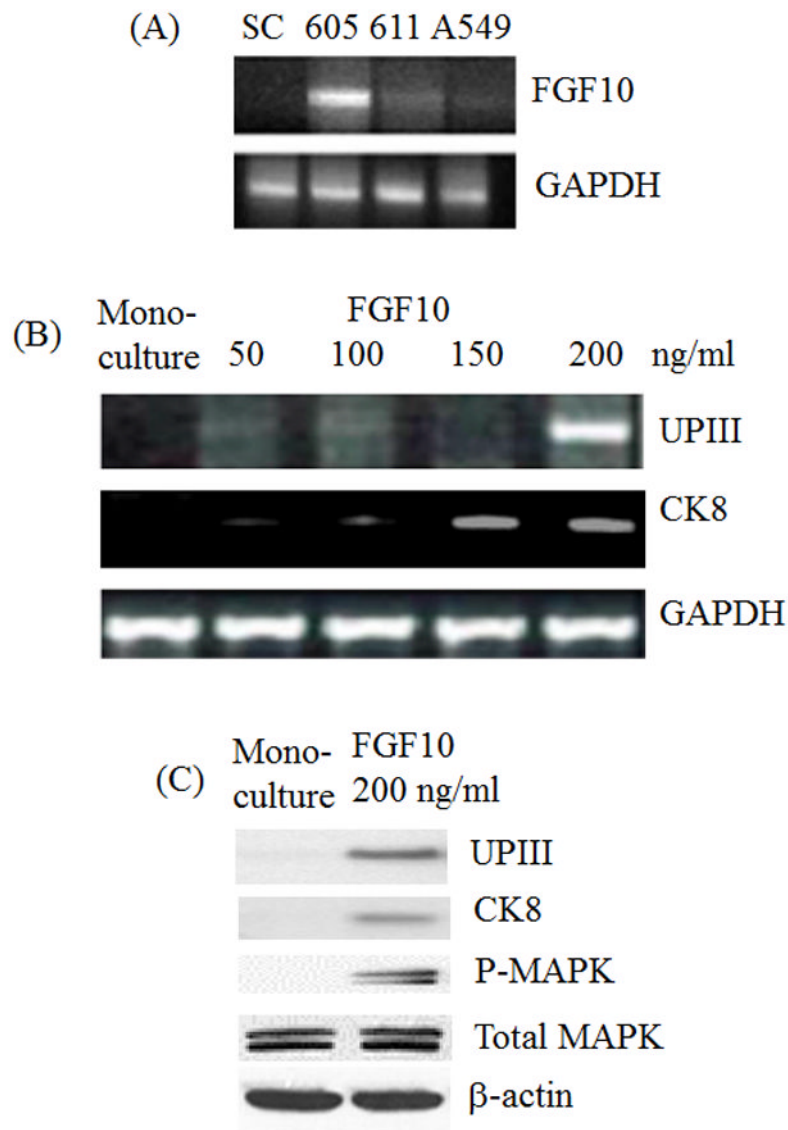 (A) SC 605 611 A549
FGF10
GAPDH
(B) Mono-culture FGF10
50 100 150 200 ng/ml
UPIII
CK8
GAPDH
(C) Mono-culture FGF10
200 ng/ml
UPIII
CK8
P-MAPK
Total MAPK
β-actin